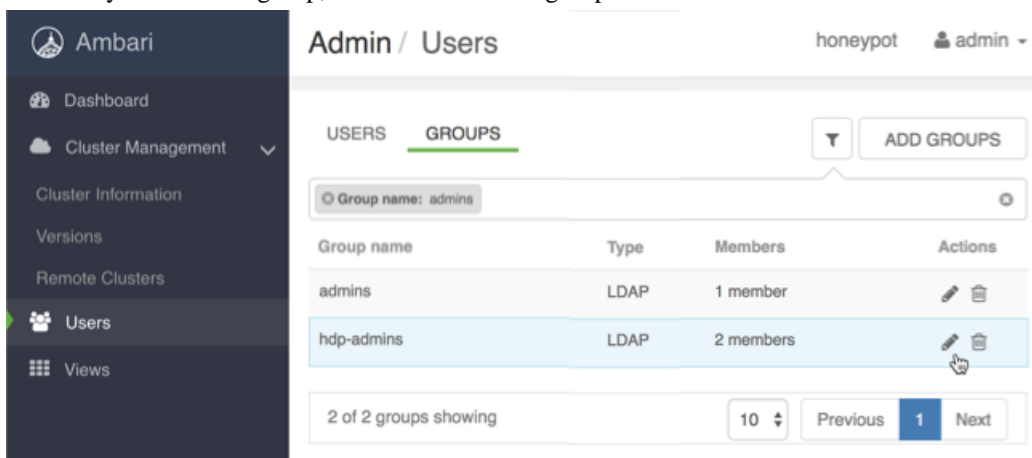 Ambari
Admin / Users
honeypot
admin
Dashboard
Cluster Management
Cluster Information
Versions
Remote Clusters
Users
Views
USERS GROUPS
ADD GROUPS
Group name: admins
Group name Type Members Actions
admins LDAP 1 member
hdp-admins LDAP 2 members
2 of 2 groups showing
10
Previous 1 Next